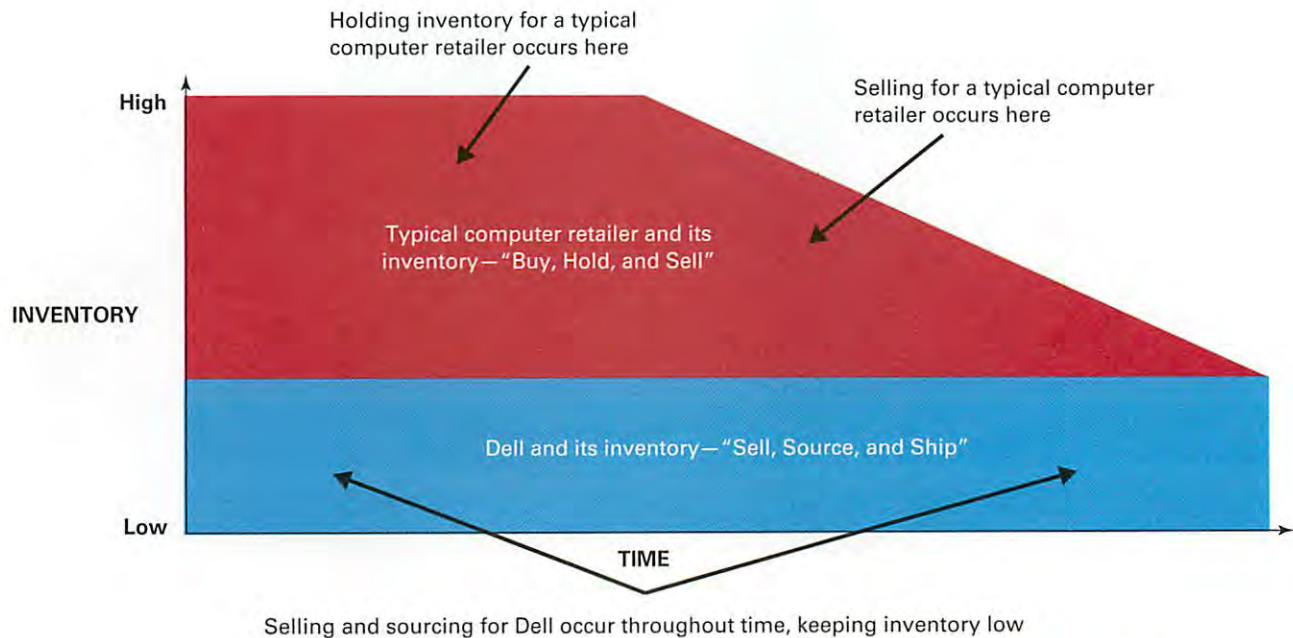 Holding inventory for a typical
computer retailer occurs here
High
Selling for a typical computer
retailer occurs here
Typical computer retailer and its
inventory—“Buy, Hold, and Sell”
INVENTORY
Dell and its inventory—“Sell, Source, and Ship”
Low
TIME
Selling and sourcing for Dell occur throughout time, keeping inventory low